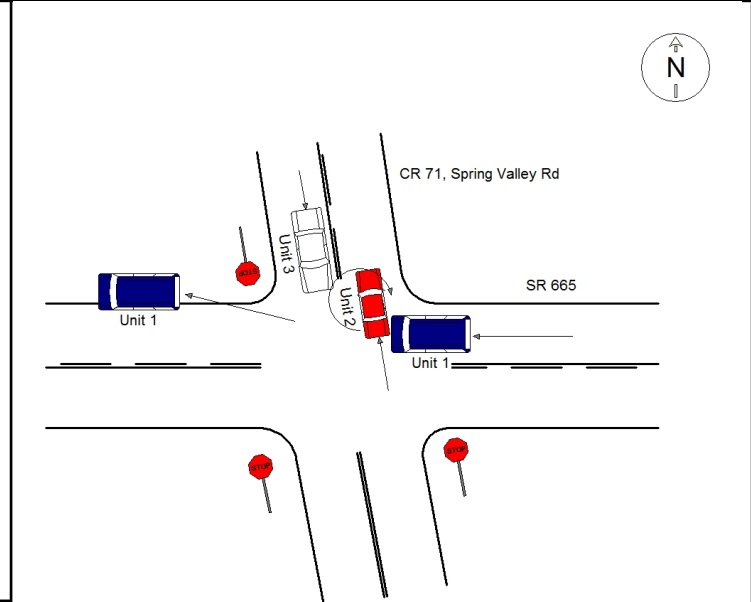 N
CR 71, Spring Valley Rd
Unit 3
STOP
SR 665
Unit 2
Unit 1
Unit 1
STOP
STOP